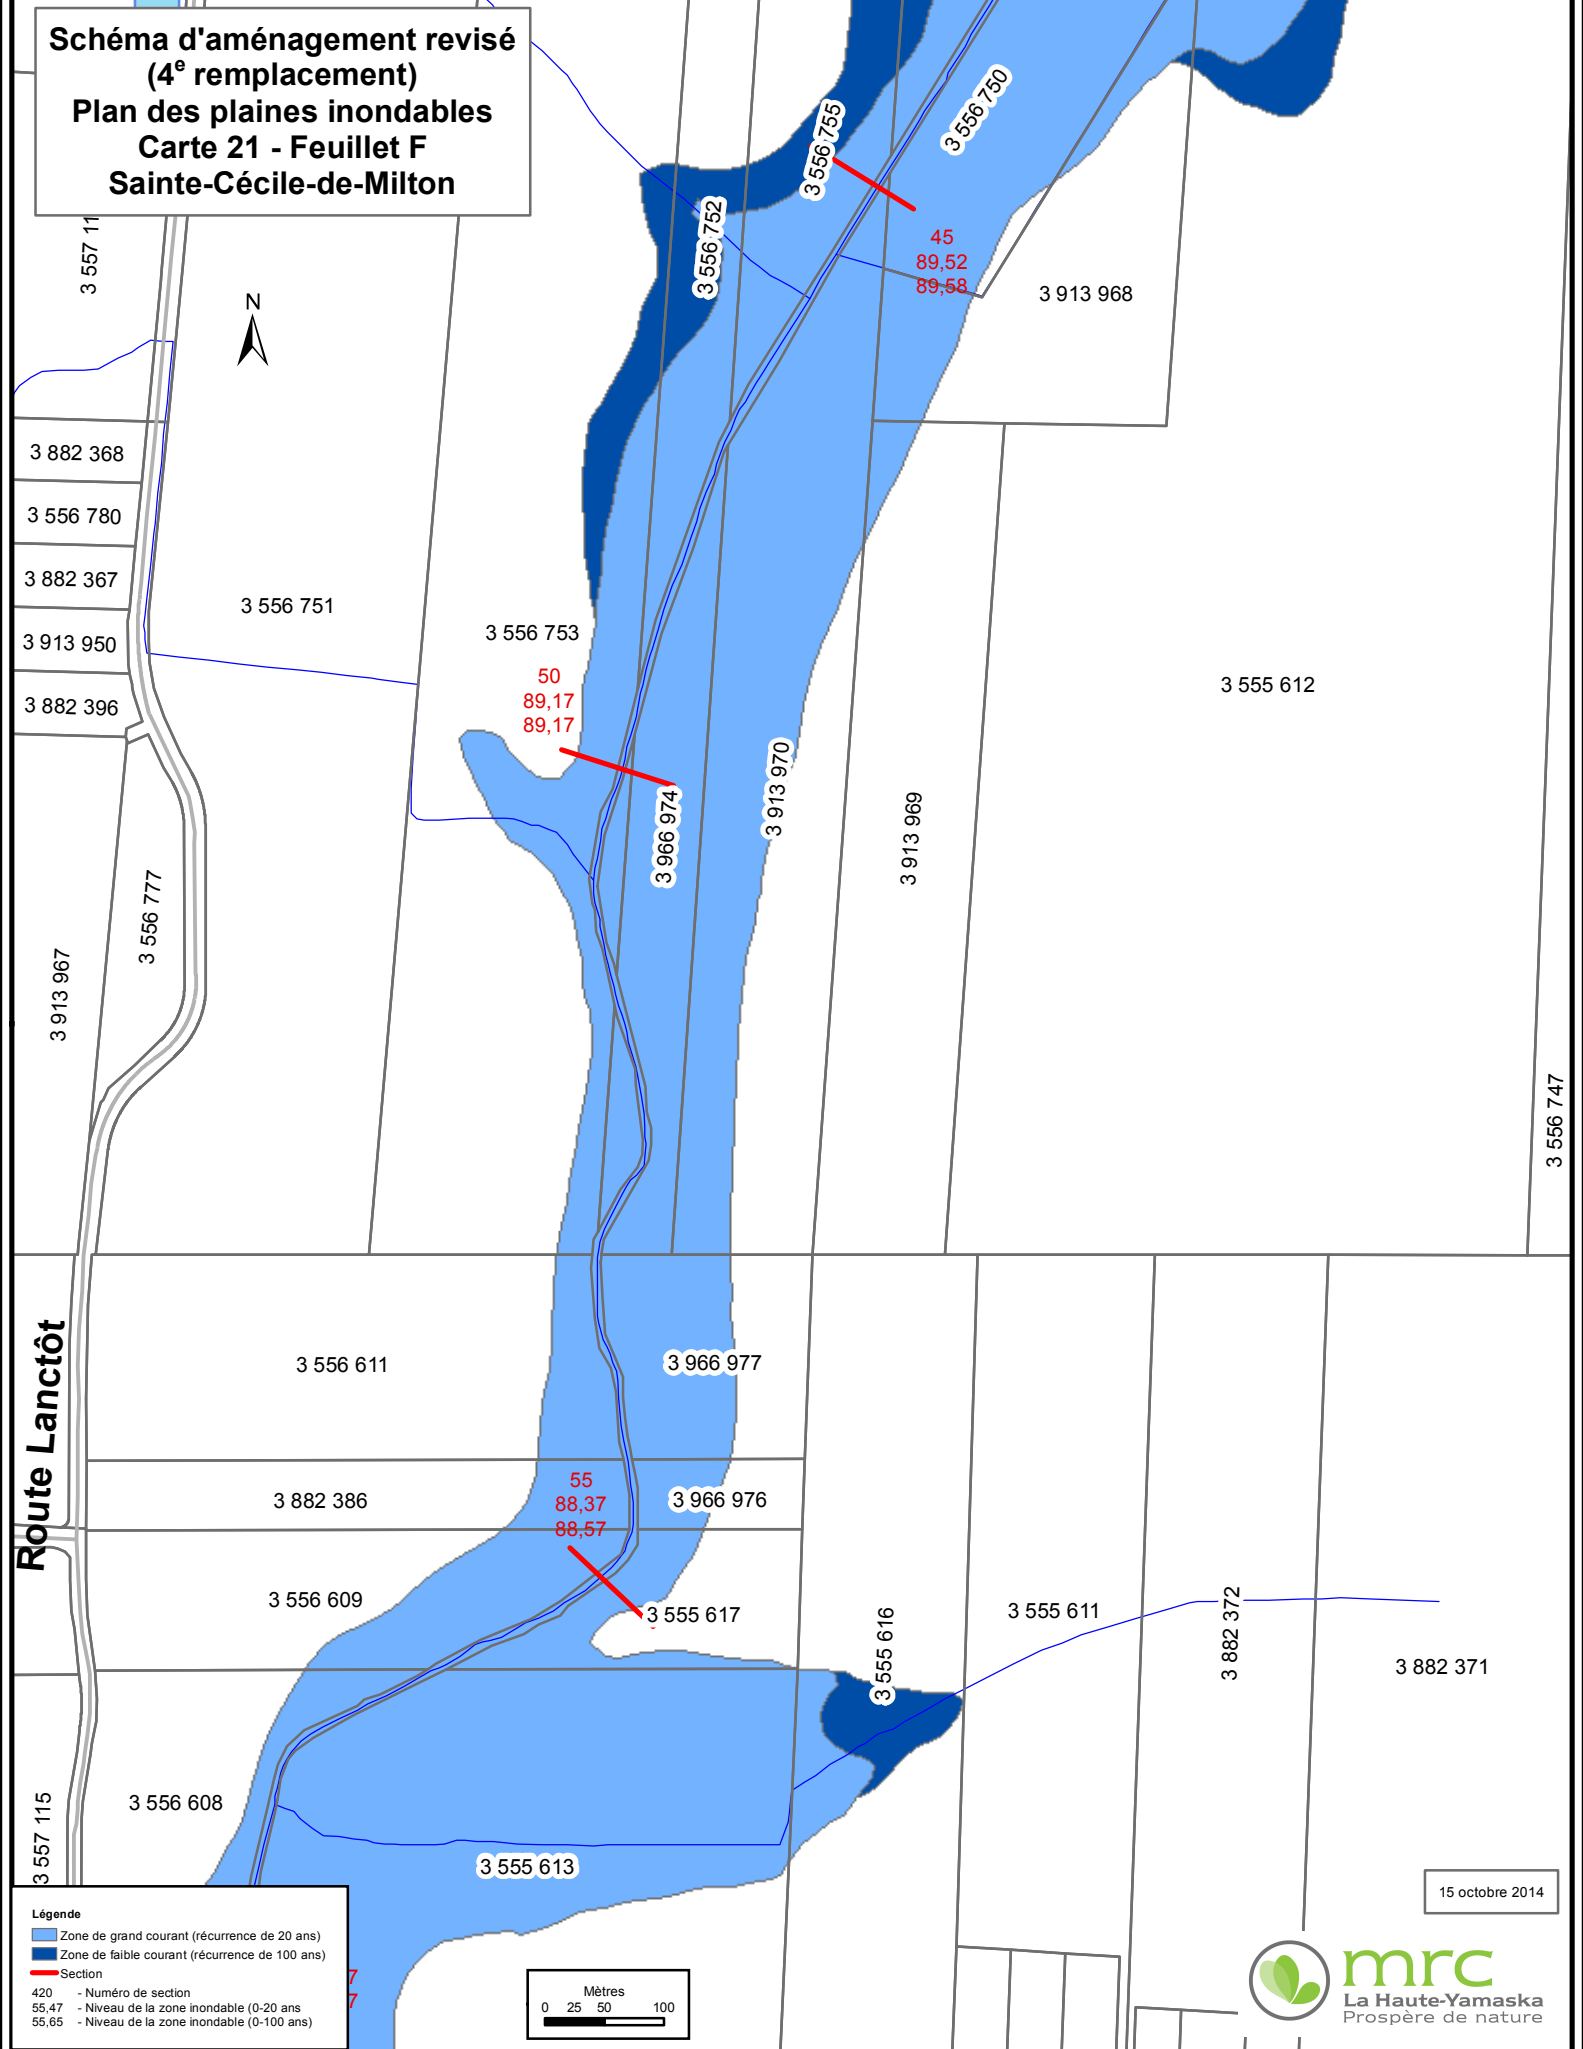 Schéma d'aménagement revisé
(4e remplacement)
Plan des plaines inondables
Carte 21 - Feuillet F
Sainte-Cécile-de-Milton
3 556 755
3 556 750
3 557 11
3 556 752
45
89,52
89,58
3 913 968
N
3 882 368
3 556 780
3 882 367
3 913 950
3 882 396
3 556 751
3 556 753
50
89,17
89,17
3 555 612
3 913 970
3 966 974
3 913 969
3 556 777
3 913 967
3 556 747
Route Lanctôt
3 556 611
3 966 977
55
88,37
88,57
3 882 386
3 966 976
3 556 609
3 555 617
3 555 616
3 555 611
3 882 372
3 882 371
3 557 115
3 556 608
3 555 613
15 octobre 2014
Légende
Zone de grand courant (récurrence de 20 ans)
Zone de faible courant (récurrence de 100 ans)
Section
420 - Numéro de section
55,47 - Niveau de la zone inondable (0-20 ans
55,65 - Niveau de la zone inondable (0-100 ans)
7
7
Mètres
0 25 50 100
mrc
La Haute-Yamaska
Prospère de nature